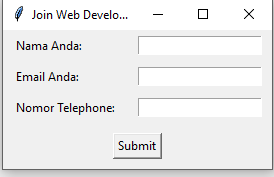 Join Web Develo...
Nama Anda:
Email Anda:
Nomor Telephone:
Submit